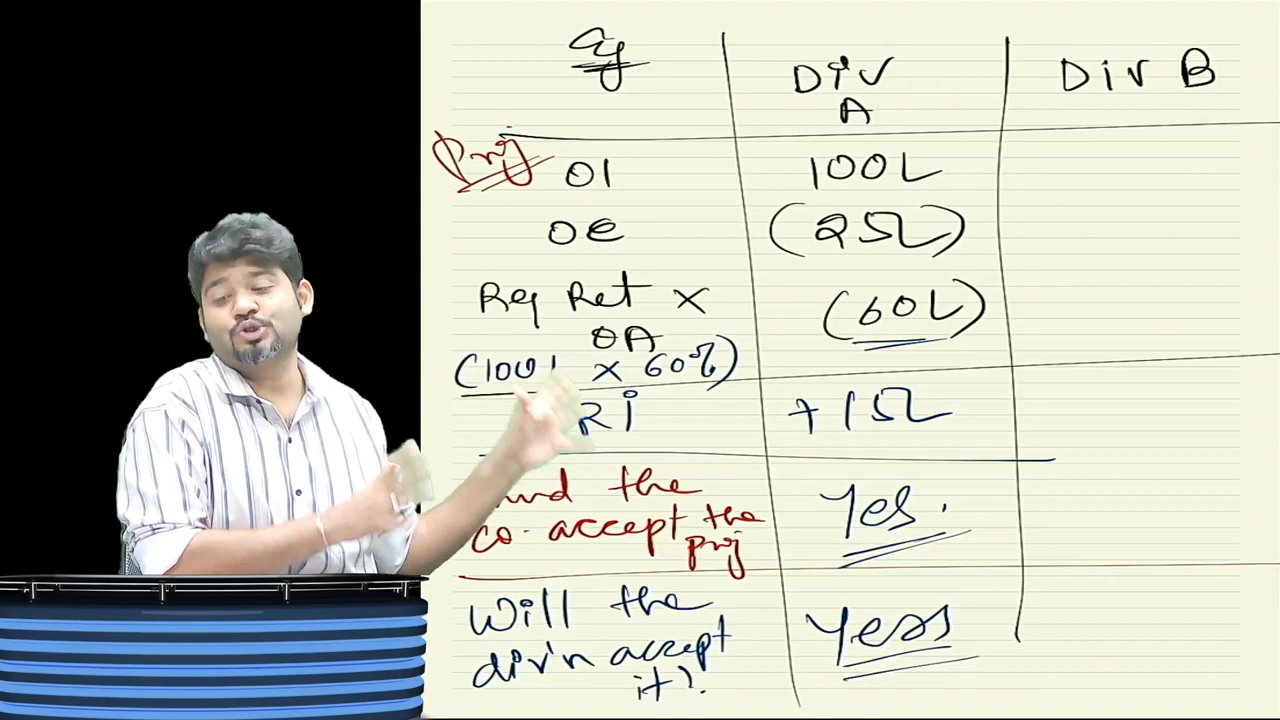 eg
Div A
Div B
Proj
OI
100L
OE
(25L)
Req Ret x OA
(60L)
(100L x 60%)
RI
+15L
the
co. accept the proj
Yes.
Will the
div'n accept
it?
Yess